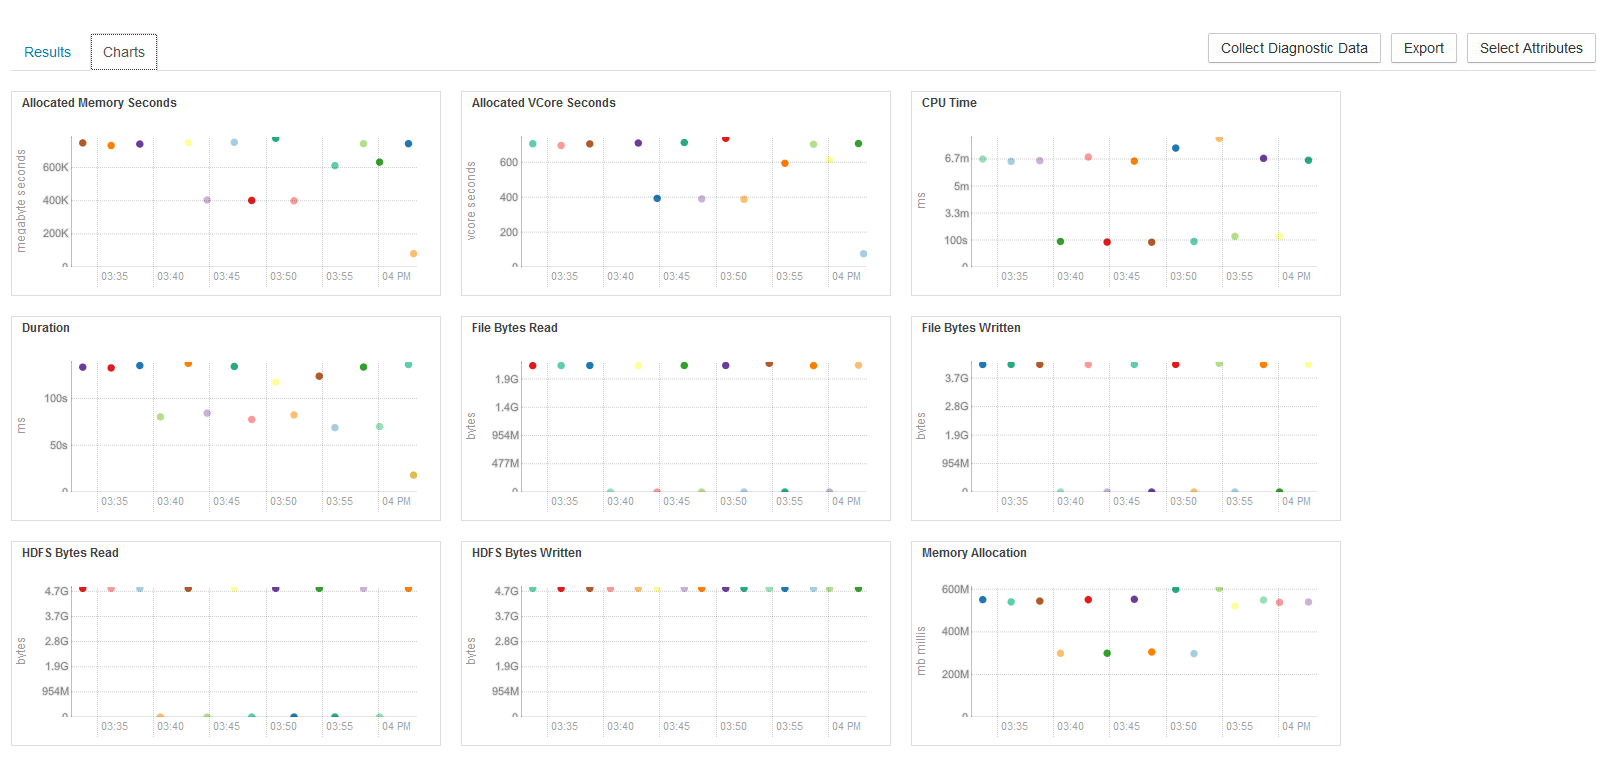 Results Charts Collect Diagnostic Data Export Select Attributes
Allocated Memory Seconds
megabyte seconds
600K
400K
200K
0
03:35 03:40 03:45 03:50 03:55 04 PM
Allocated VCore Seconds
vcore seconds
600
400
200
0
03:35 03:40 03:45 03:50 03:55 04 PM
CPU Time
ms
6.7m
5m
3.3m
100s
0
03:35 03:40 03:45 03:50 03:55 04 PM
Duration
ms
100s
50s
0
03:35 03:40 03:45 03:50 03:55 04 PM
File Bytes Read
bytes
1.9G
1.4G
954M
477M
0
03:35 03:40 03:45 03:50 03:55 04 PM
File Bytes Written
bytes
3.7G
2.8G
1.9G
954M
0
03:35 03:40 03:45 03:50 03:55 04 PM
HDFS Bytes Read
bytes
4.7G
3.7G
2.8G
1.9G
954M
0
03:35 03:40 03:45 03:50 03:55 04 PM
HDFS Bytes Written
bytes
4.7G
3.7G
2.8G
1.9G
954M
0
03:35 03:40 03:45 03:50 03:55 04 PM
Memory Allocation
mb millis
600M
400M
200M
0
03:35 03:40 03:45 03:50 03:55 04 PM